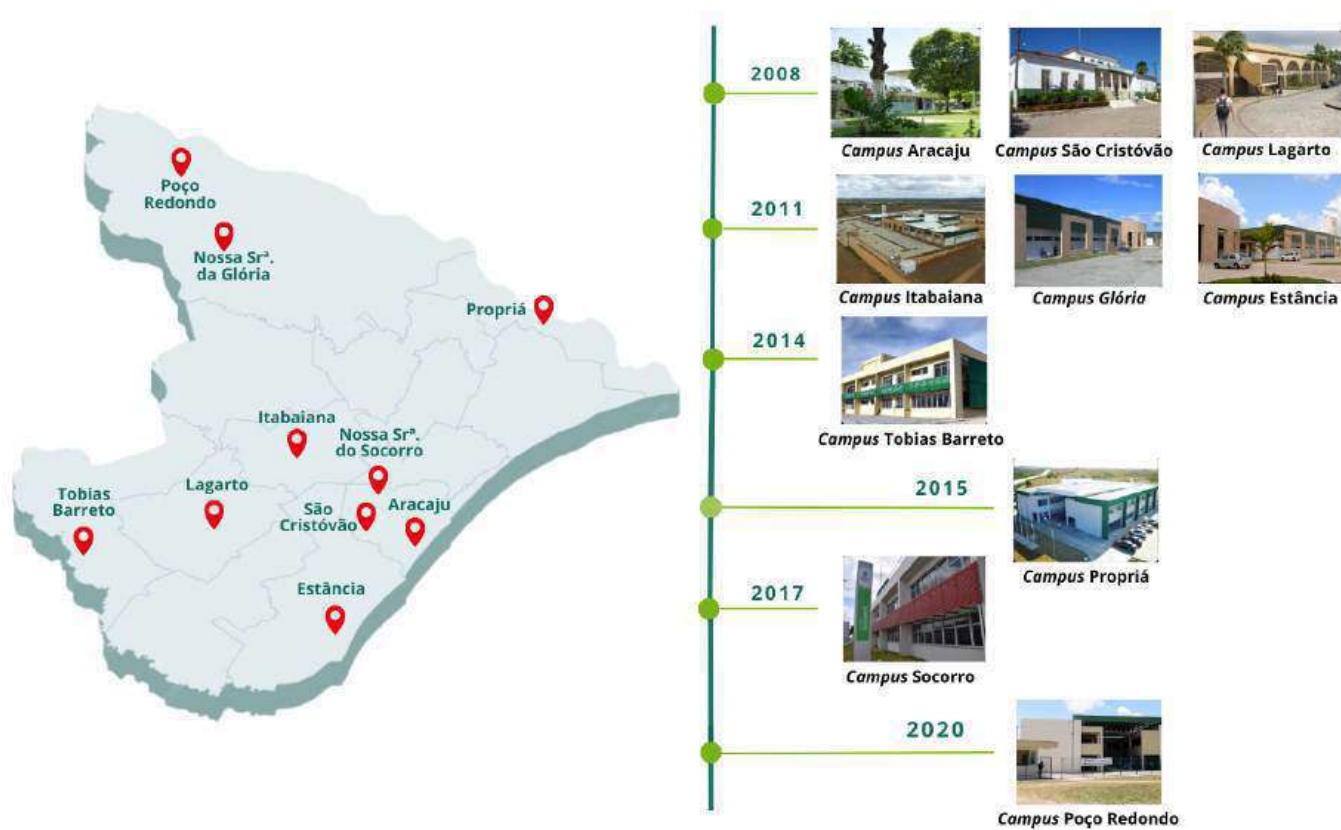 Poço
Redondo
Nossa Srª.
da Glória
Propriá
Itabaiana
Nossa Srª.
do Socorro
Tobias
Barreto
Lagarto
São
Cristóvão
Aracaju
Estância
2008
Campus Aracaju
Campus São Cristóvão
Campus Lagarto
2011
Campus Itabaiana
Campus Glória
Campus Estância
2014
Campus Tobias Barreto
2015
Campus Propriá
2017
Campus Socorro
2020
Campus Poço Redondo